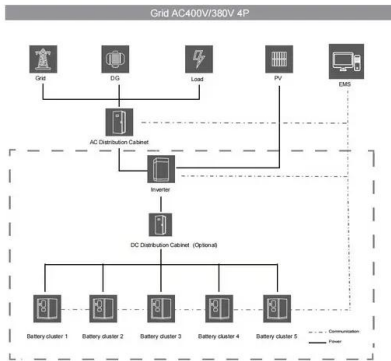 Grid AC400V/380V 4P
Grid
DG
Load
PV
EMS
AC Distribution Cabinet
Inverter
DC Distribution Cabinet (Optional)
Battery cluster 1
Battery cluster 2
Battery cluster 3
Battery cluster 4
Battery cluster 5
Communication
Power